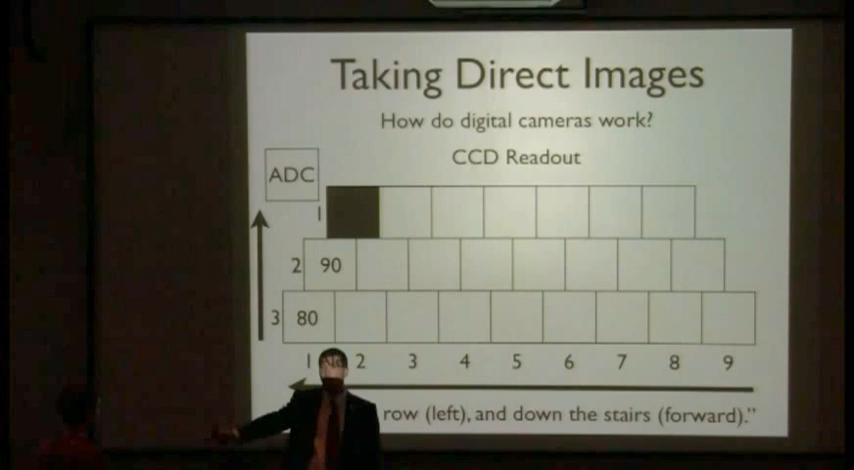 Taking Direct Images
How do digital cameras work?
CCD Readout
ADC
1
2 90
3 80
1 2 3 4 5 6 7 8 9
row (left), and down the stairs (forward)."